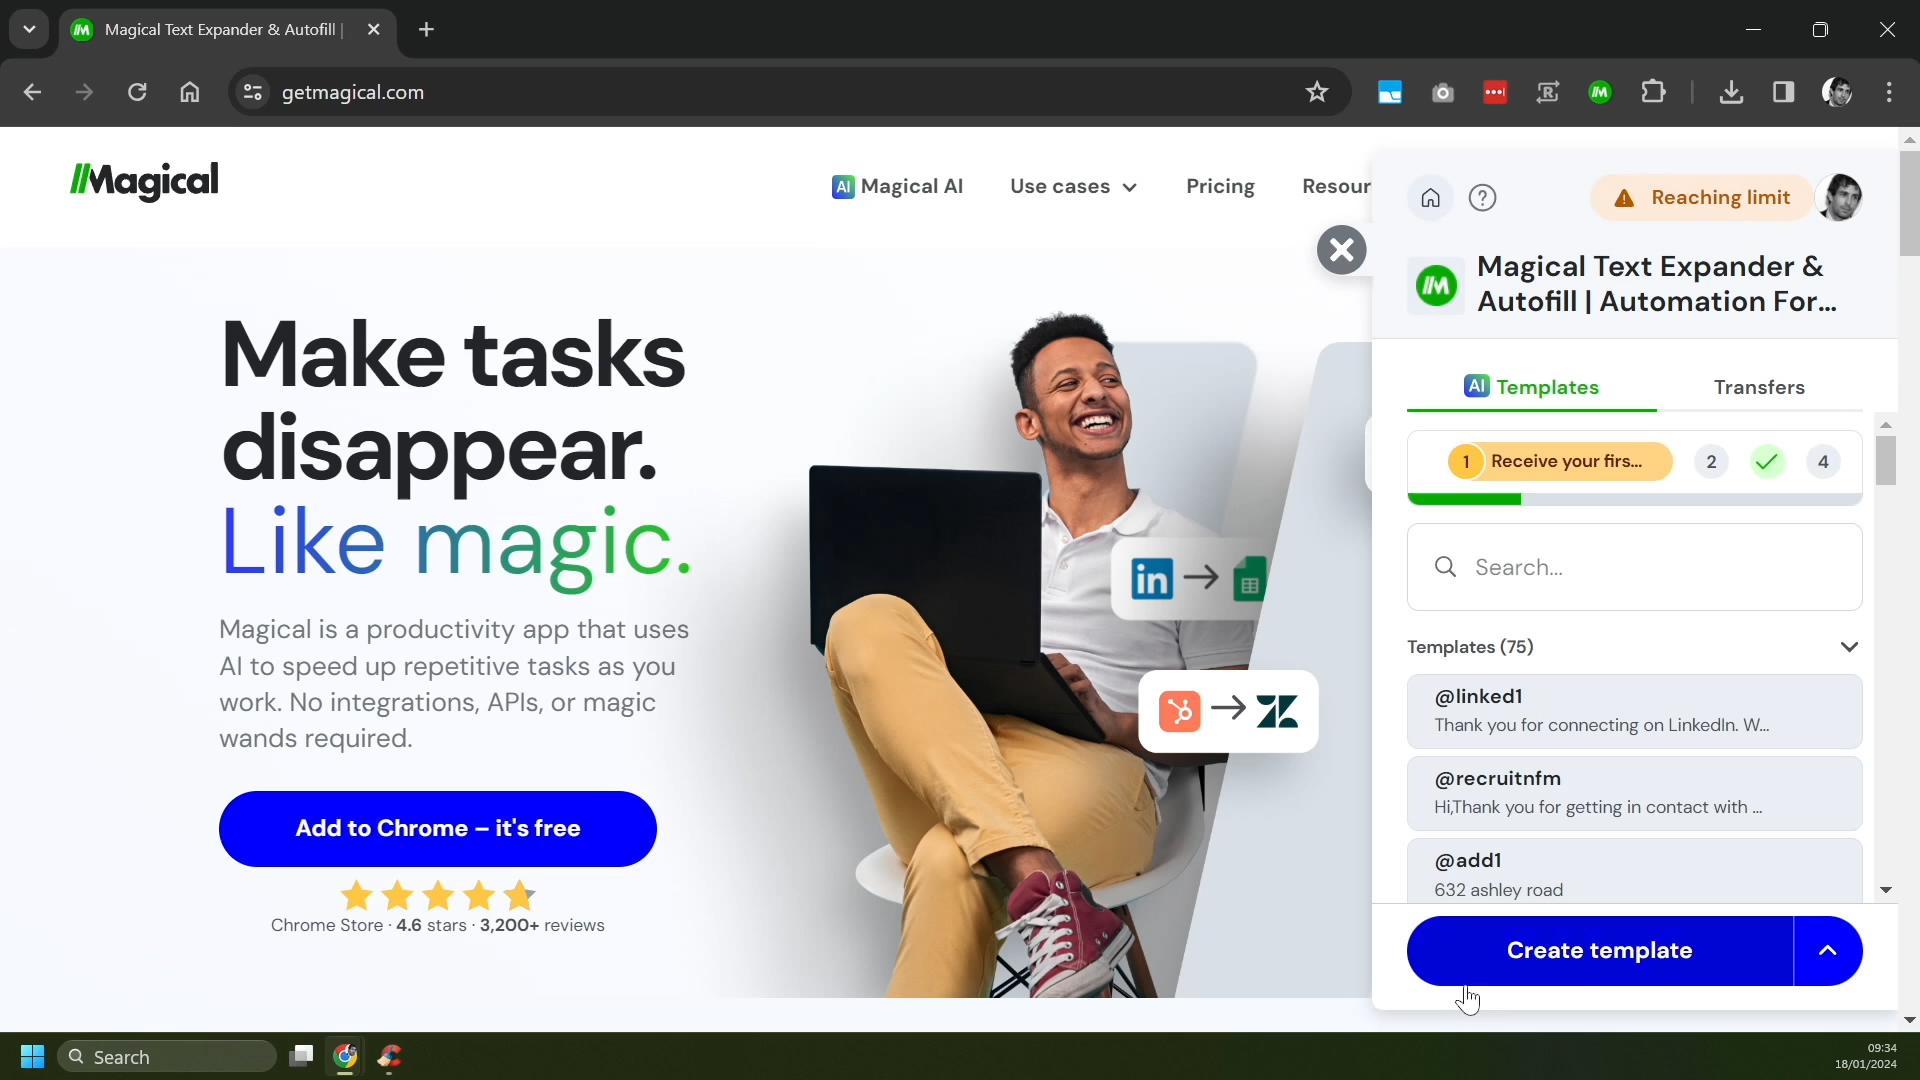 Magical Text Expander & Autofill |
getmagical.com
Magical
AI Magical AI
Use cases
Pricing
Resour
Make tasks
disappear.
Like magic.
Magical is a productivity app that uses
AI to speed up repetitive tasks as you
work. No integrations, APIs, or magic
wands required.
Add to Chrome – it's free
Chrome Store · 4.6 stars · 3,200+ reviews
in
Reaching limit
Magical Text Expander &
Autofill | Automation For...
AI Templates
Transfers
1 Receive your firs... 2 4
Search...
Templates (75)
@linked1
Thank you for connecting on LinkedIn. W...
@recruitnfm
Hi,Thank you for getting in contact with ...
@add1
632 ashley road
Create template
Search
09:34
18/01/2024